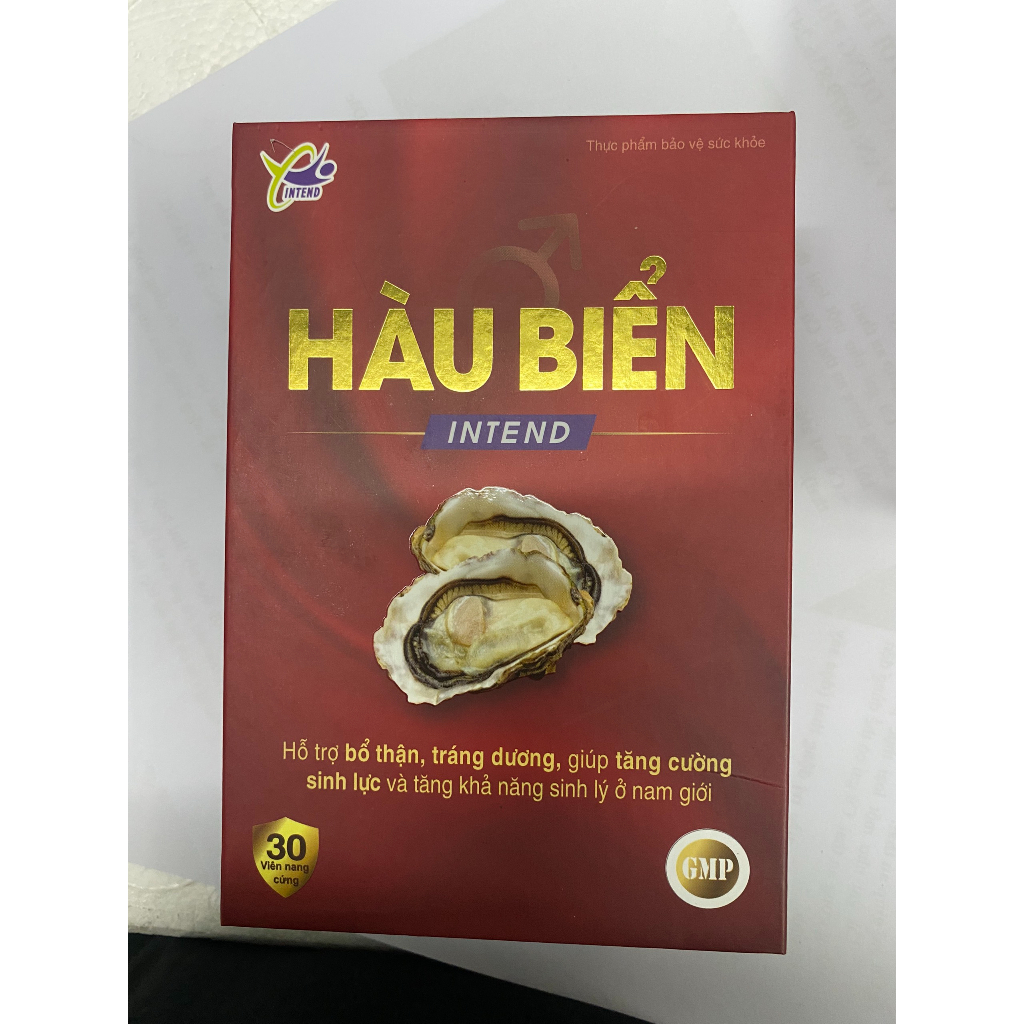 INTEND
Thực phẩm bảo vệ sức khỏe
HÀU BIỂN
INTEND
Hỗ trợ bổ thận, tráng dương, giúp tăng cường
sinh lực và tăng khả năng sinh lý ở nam giới
30
Viên nang
cứng
GMP